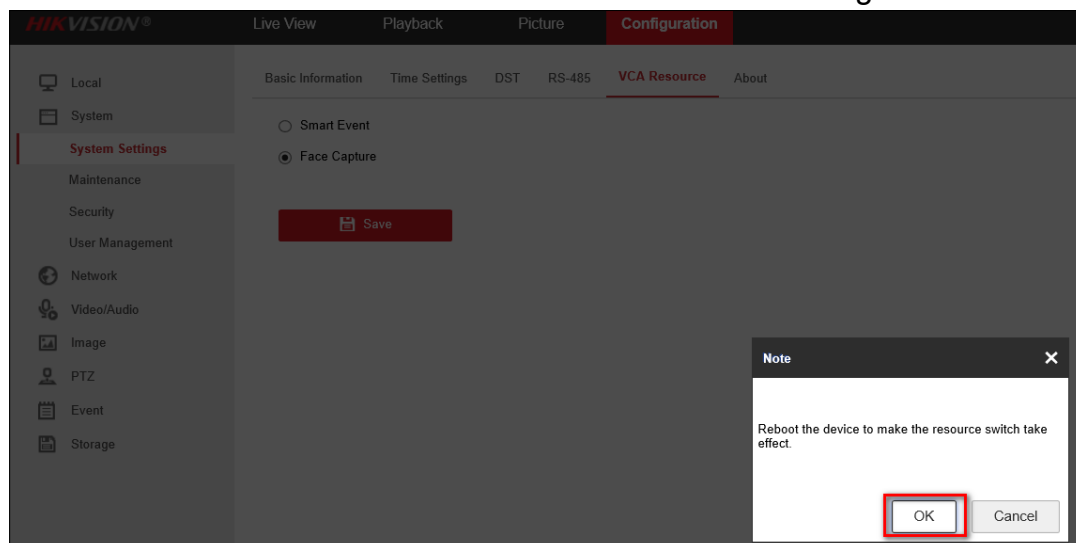 HIKVISION®
Live View Playback Picture Configuration
Local
System
System Settings
Maintenance
Security
User Management
Network
Video/Audio
Image
PTZ
Event
Storage
Basic Information Time Settings DST RS-485 VCA Resource About
Smart Event
Face Capture
Save
Note
Reboot the device to make the resource switch take
effect.
OK Cancel